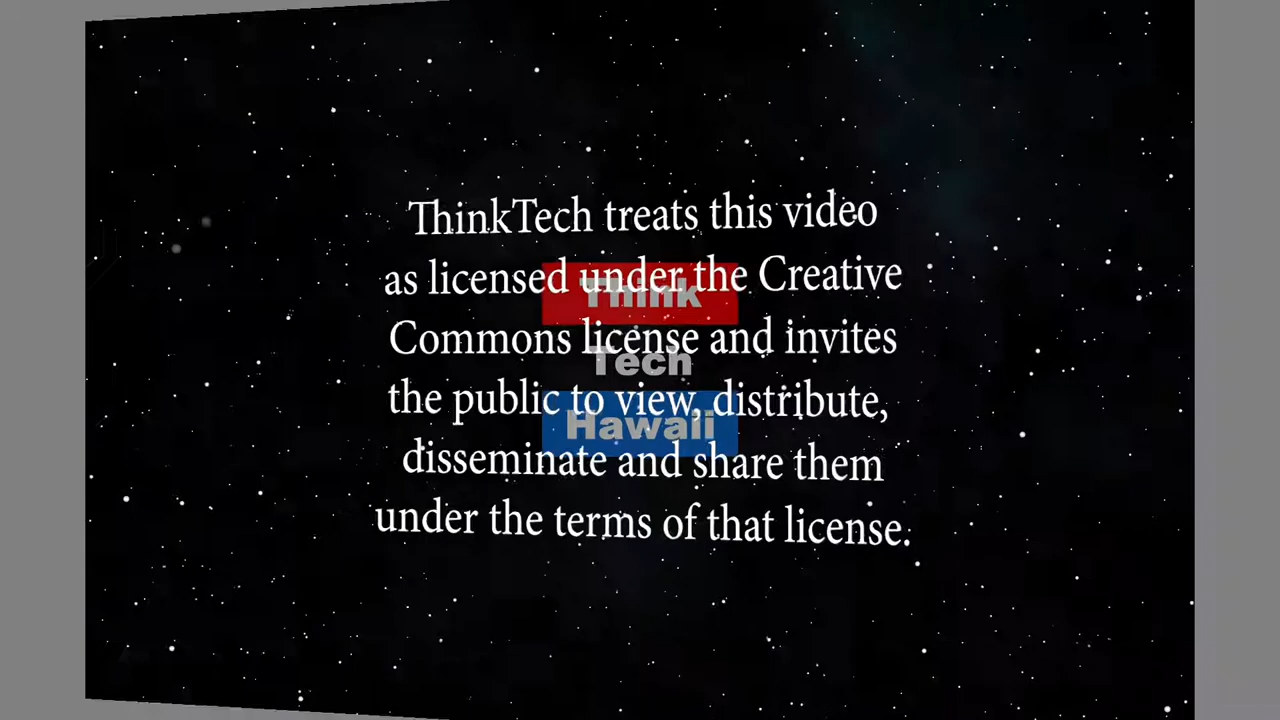 ThinkTech treats this video
as licensed under the Creative
Commons license and invites
the public to view, distribute,
disseminate and share them
under the terms of that license.
Think
Tech
Hawaii